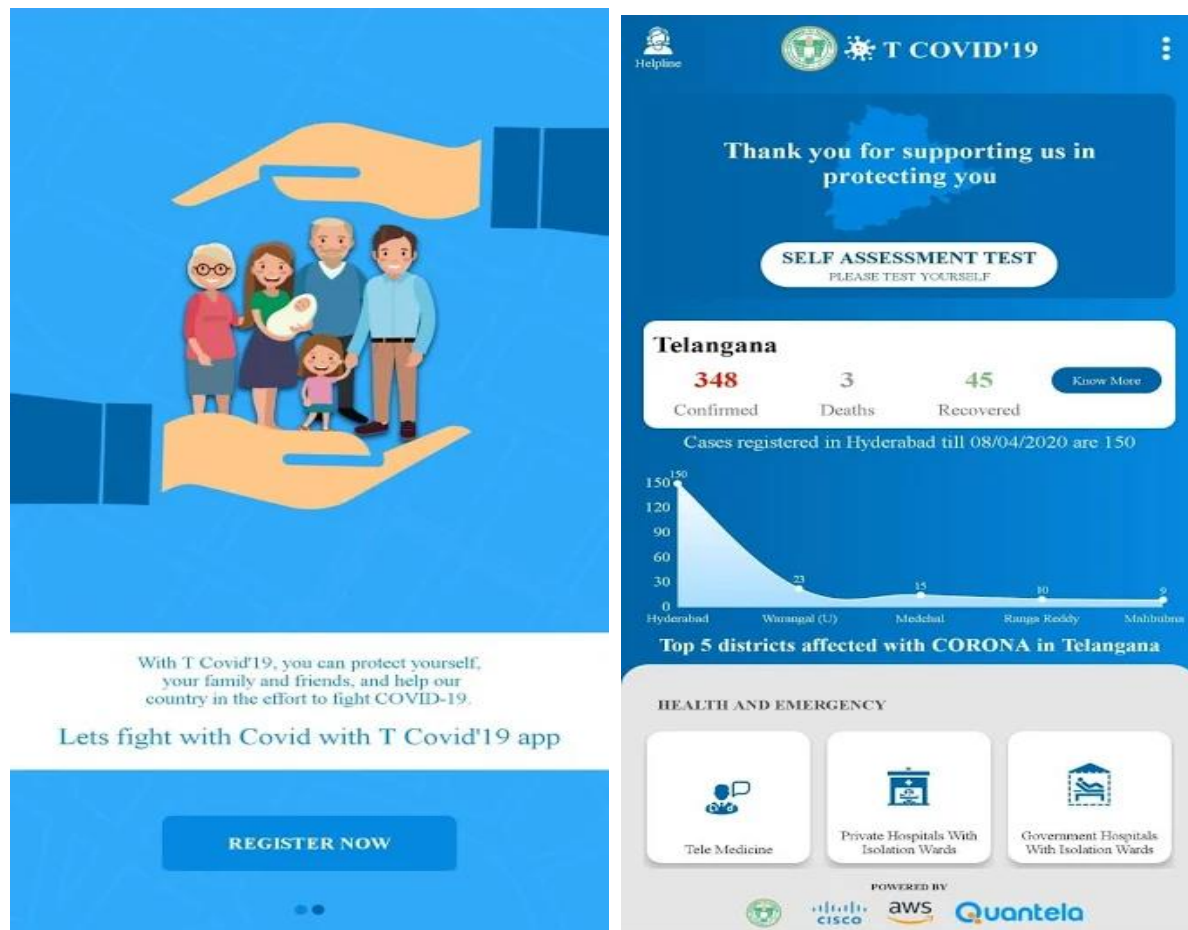 With T Covid'19, you can protect yourself,
your family and friends, and help our
country in the effort to fight COVID-19.
Lets fight with Covid with T Covid'19 app
REGISTER NOW
Helpline
T COVID'19
Thank you for supporting us in
protecting you
SELF ASSESSMENT TEST
PLEASE TEST YOURSELF
Telangana
348 3 45
Confirmed Deaths Recovered
Know More
Cases registered in Hyderabad till 08/04/2020 are 150
150
120
90
60
30
0
150 23 15 10 9
Hyderabad Warangal (U) Medchal Ranga Reddy Mahbubna
Top 5 districts affected with CORONA in Telangana
HEALTH AND EMERGENCY
Tele Medicine
Private Hospitals With
Isolation Wards
Government Hospitals
With Isolation Wards
POWERED BY
CISCO aws Quantela